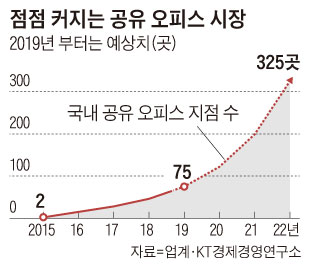 점점 커지는 공유 오피스 시장
2019년 부터는 예상치(곳)
325곳
300
국내 공유 오피스 지점 수
200
100
75
2
0
2015 16 17 18 19 20 21 22년
자료=업계·KT경제경영연구소